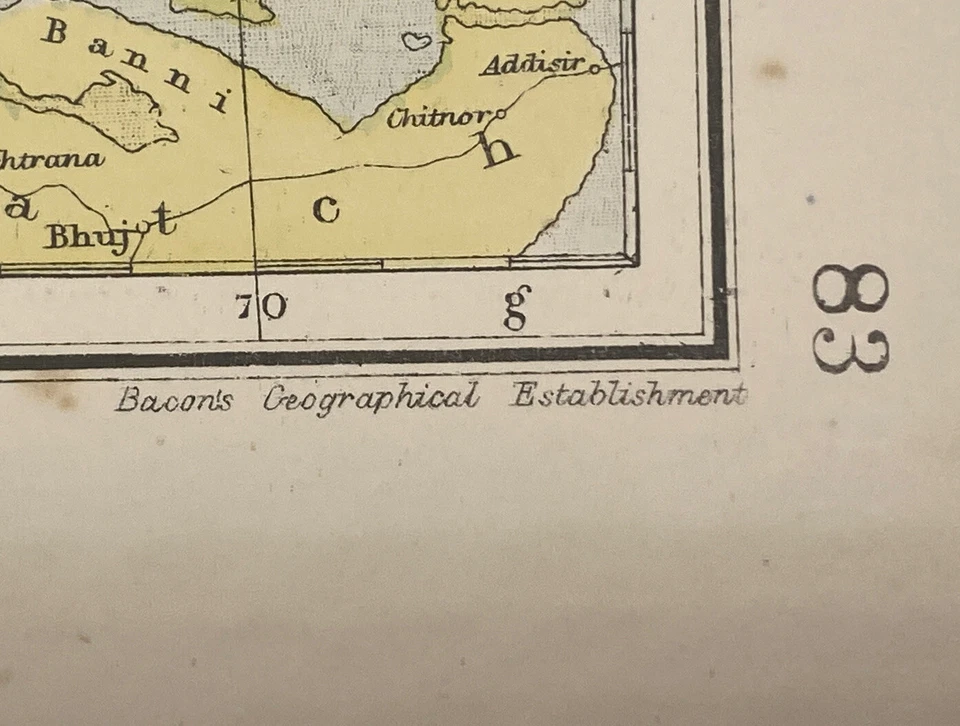 Banni
Addisir
Chitnor
h
htrana
a
t
c
Bhuj
70
g
83
Bacon's Geographical Establishment